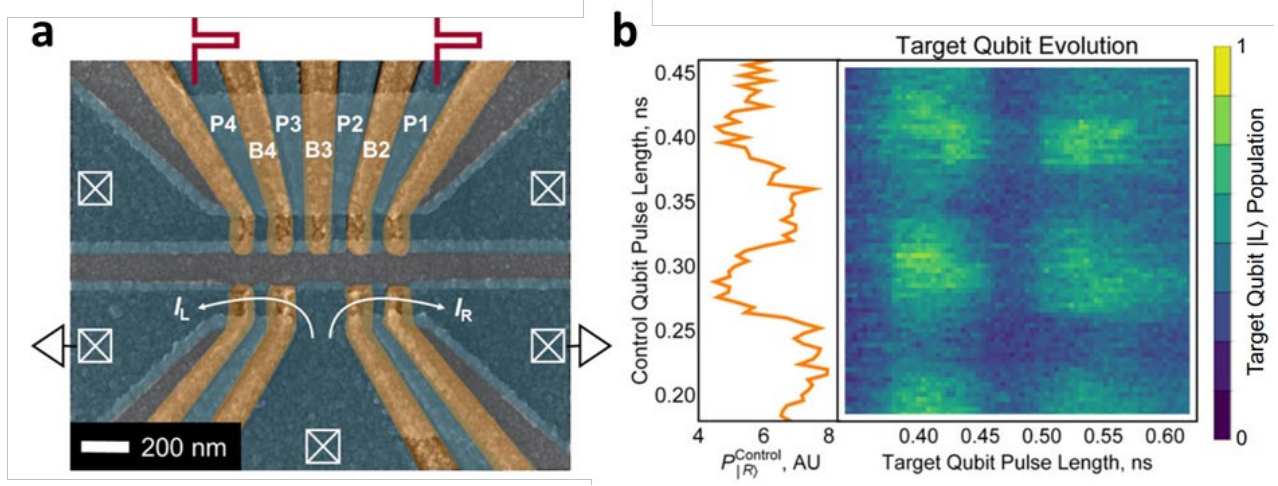 a
P4 P3 P2 P1
B4 B3 B2
I_L I_R
200 nm
b
Target Qubit Evolution
Control Qubit Pulse Length, ns
0.45
0.40
0.35
0.30
0.25
0.20
4 6 8
P_{|R⟩}^{Control}, AU
0.40 0.45 0.50 0.55 0.60
Target Qubit Pulse Length, ns
1
0
Target Qubit |L⟩ Population